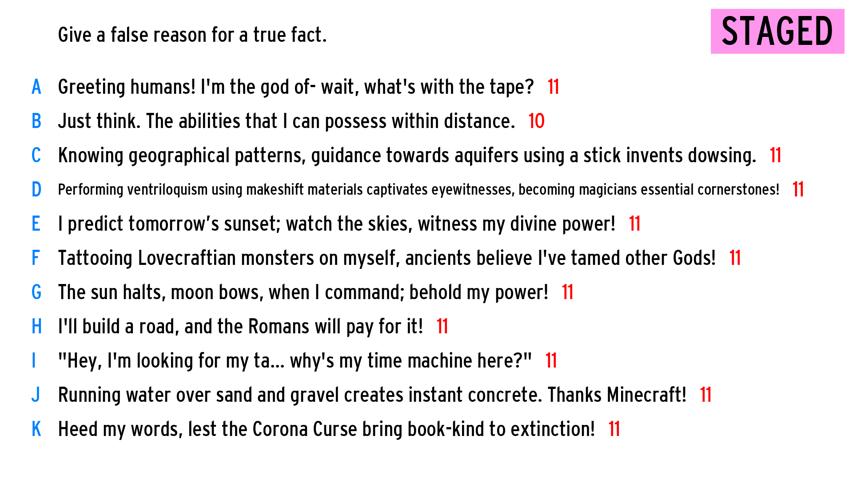 Give a false reason for a true fact.
STAGED
A Greeting humans! I'm the god of- wait, what's with the tape? 11
B Just think. The abilities that I can possess within distance. 10
C Knowing geographical patterns, guidance towards aquifers using a stick invents dowsing. 11
D Performing ventriloquism using makeshift materials captivates eyewitnesses, becoming magicians essential cornerstones! 11
E I predict tomorrow's sunset; watch the skies, witness my divine power! 11
F Tattooing Lovecraftian monsters on myself, ancients believe I've tamed other Gods! 11
G The sun halts, moon bows, when I command; behold my power! 11
H I'll build a road, and the Romans will pay for it! 11
I "Hey, I'm looking for my ta... why's my time machine here?" 11
J Running water over sand and gravel creates instant concrete. Thanks Minecraft! 11
K Heed my words, lest the Corona Curse bring book-kind to extinction! 11